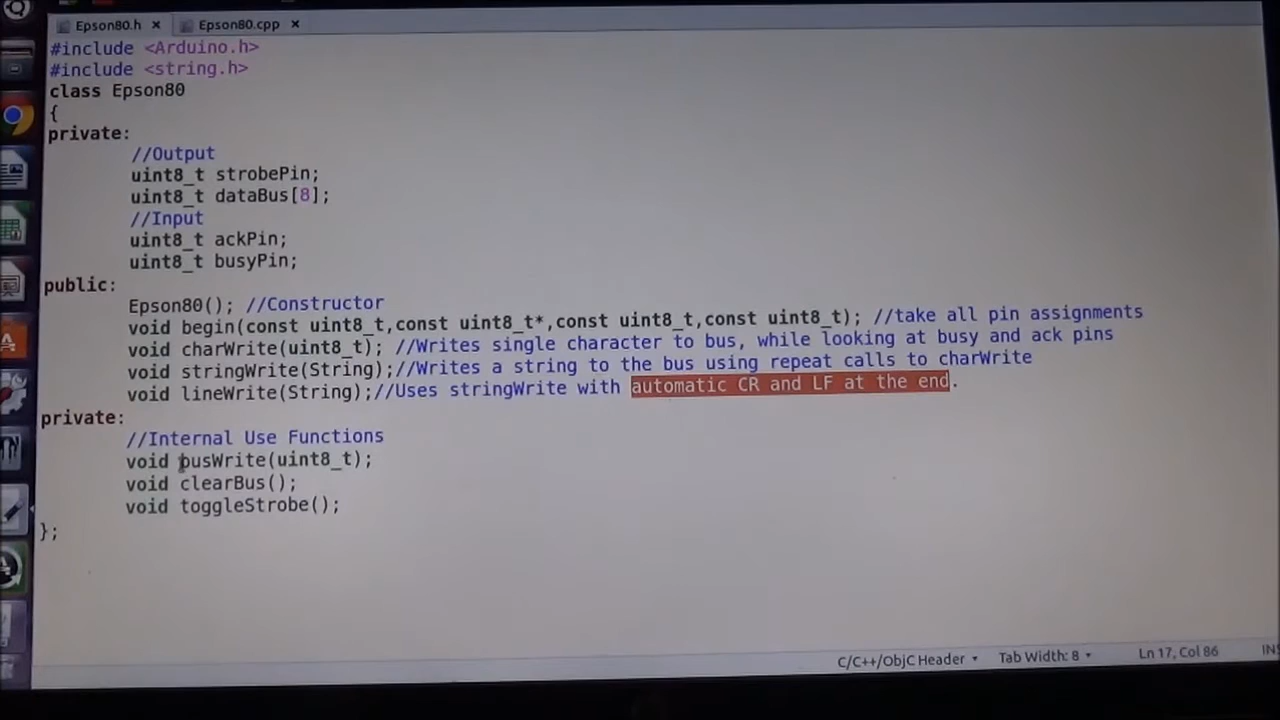 Epson80.h × Epson80.cpp ×
#include <Arduino.h>
#include <string.h>
class Epson80
{
private:
//Output
uint8_t strobePin;
uint8_t dataBus[8];
//Input
uint8_t ackPin;
uint8_t busyPin;
public:
Epson80(); //Constructor
void begin(const uint8_t,const uint8_t*,const uint8_t,const uint8_t); //take all pin assignments
void charWrite(uint8_t); //Writes single character to bus, while looking at busy and ack pins
void stringWrite(String);//Writes a string to the bus using repeat calls to charWrite
void lineWrite(String);//Uses stringWrite with automatic CR and LF at the end.
private:
//Internal Use Functions
void busWrite(uint8_t);
void clearBus();
void toggleStrobe();
};
C/C++/ObjC Header Tab Width: 8 Ln 17, Col 86